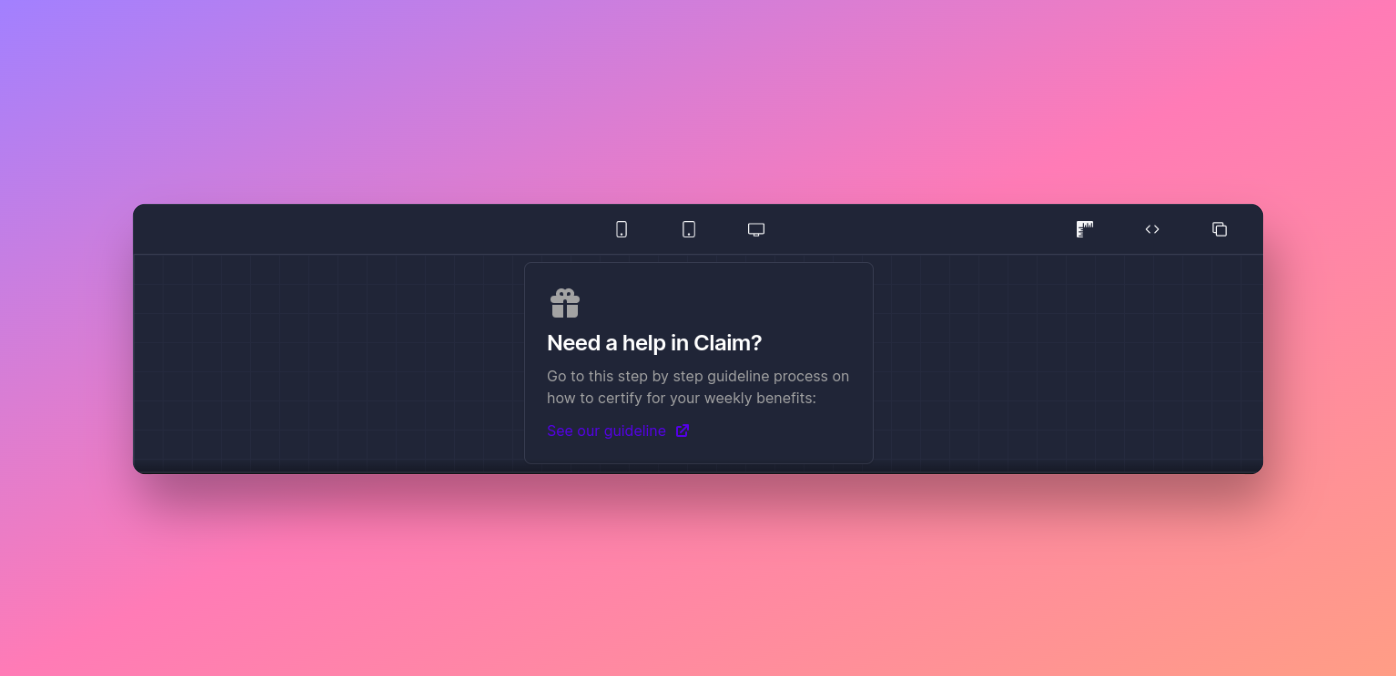 Need a help in Claim?
Go to this step by step guideline process on
how to certify for your weekly benefits:
See our guideline